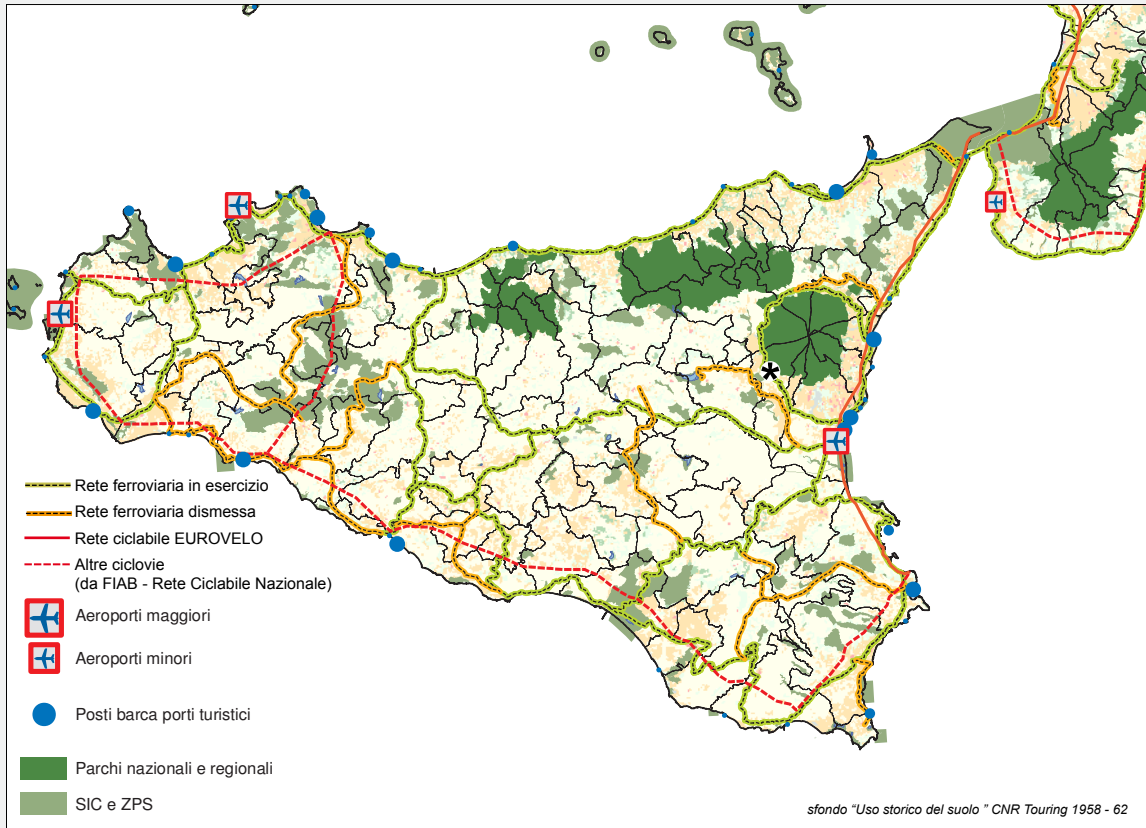 *
Rete ferroviaria in esercizio
Rete ferroviaria dismessa
Rete ciclabile EUROVELO
Altre ciclovie
(da FIAB - Rete Ciclabile Nazionale)
Aeroporti maggiori
Aeroporti minori
Posti barca porti turistici
Parchi nazionali e regionali
SIC e ZPS
sfondo "Uso storico del suolo " CNR Touring 1958 - 62